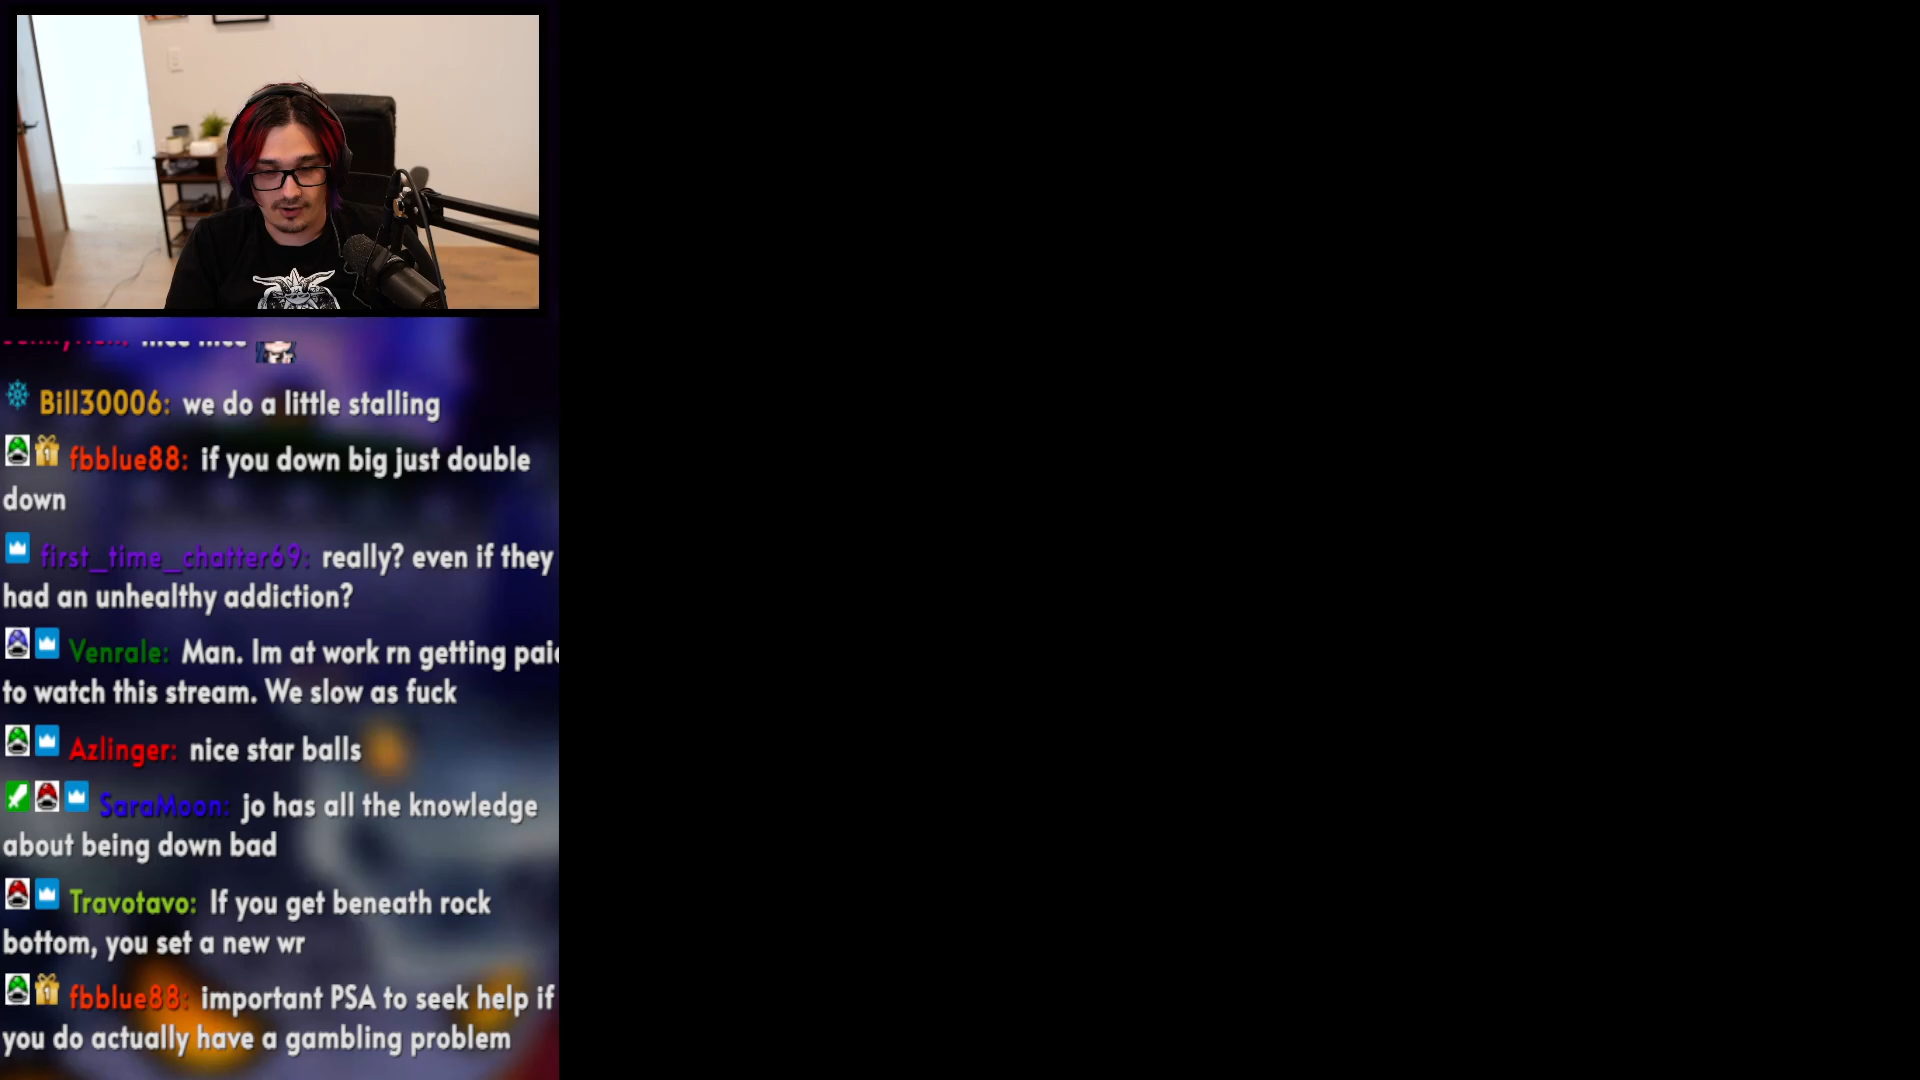 Bill30006: we do a little stalling
fbblue88: if you down big just double
down
first_time_chatter69: really? even if they
had an unhealthy addiction?
Venrale: Man. Im at work rn getting paid
to watch this stream. We slow as fuck
Azlinger: nice star balls
SaraMoon: jo has all the knowledge
about being down bad
Travotavo: If you get beneath rock
bottom, you set a new wr
fbblue88: important PSA to seek help if
you do actually have a gambling problem